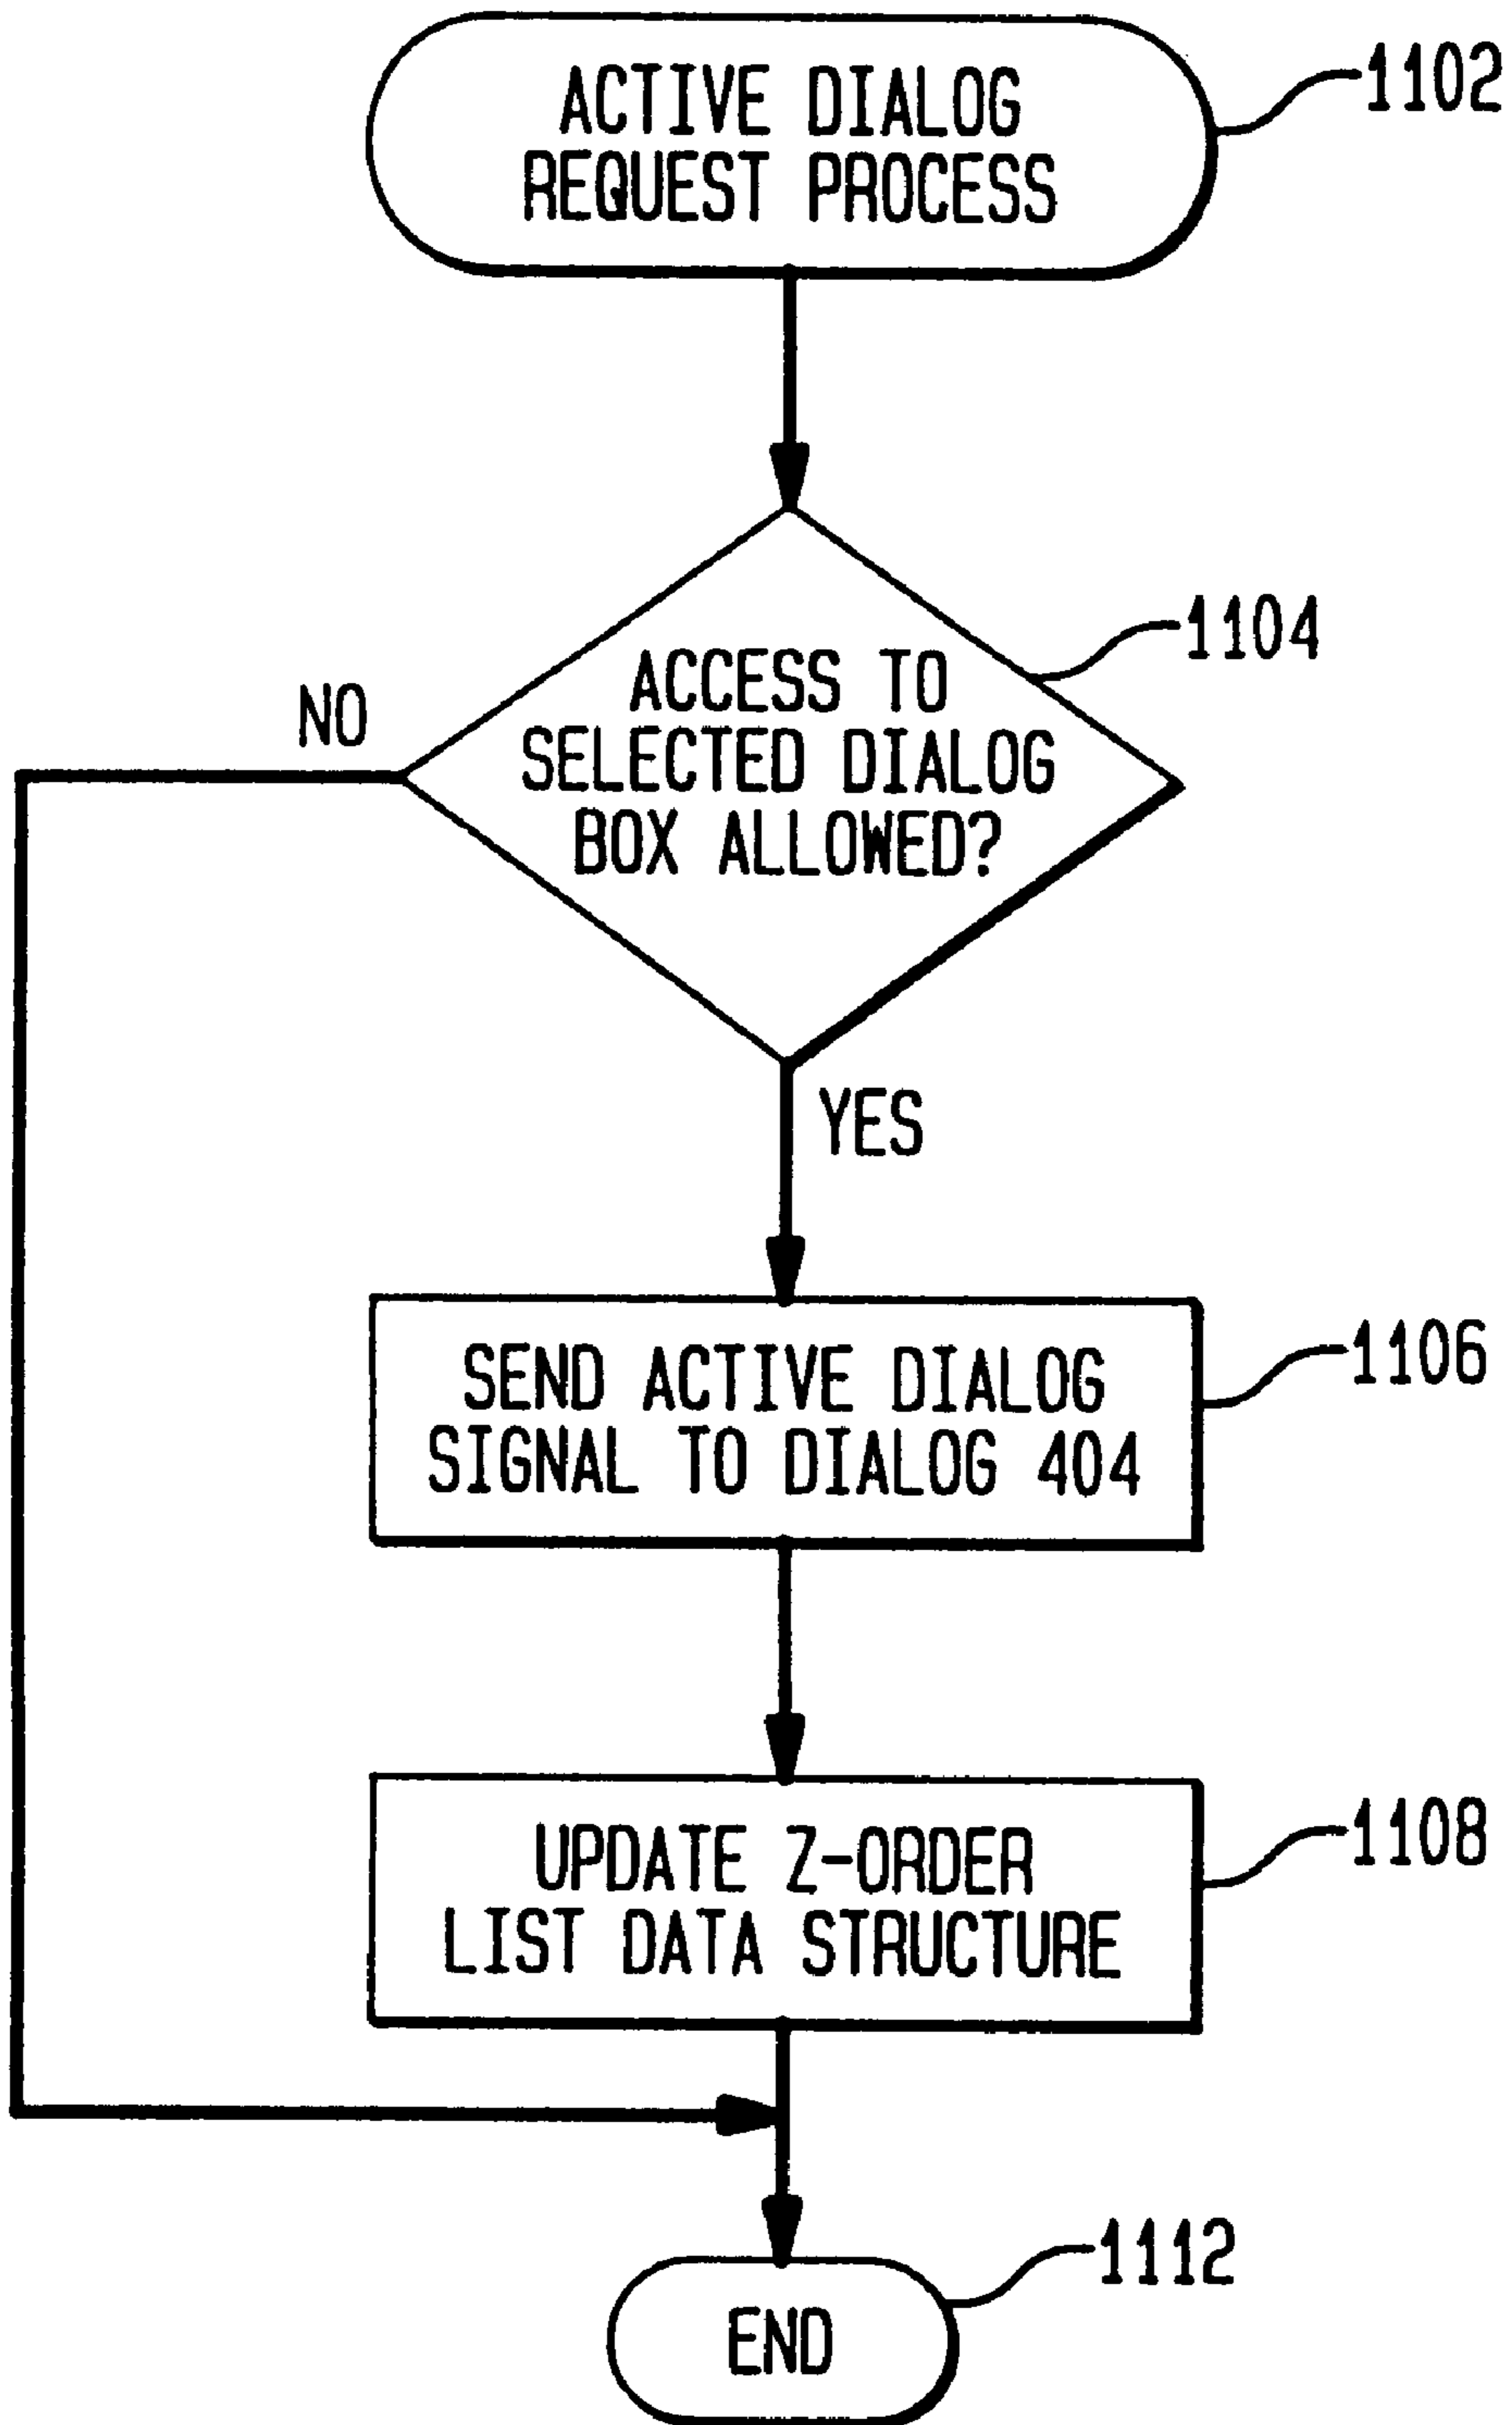 ACTIVE DIALOG
REQUEST PROCESS
1102
ACCESS TO
SELECTED DIALOG
BOX ALLOWED?
1104
NO
YES
SEND ACTIVE DIALOG
SIGNAL TO DIALOG 404
1106
UPDATE Z-ORDER
LIST DATA STRUCTURE
1108
END
1112